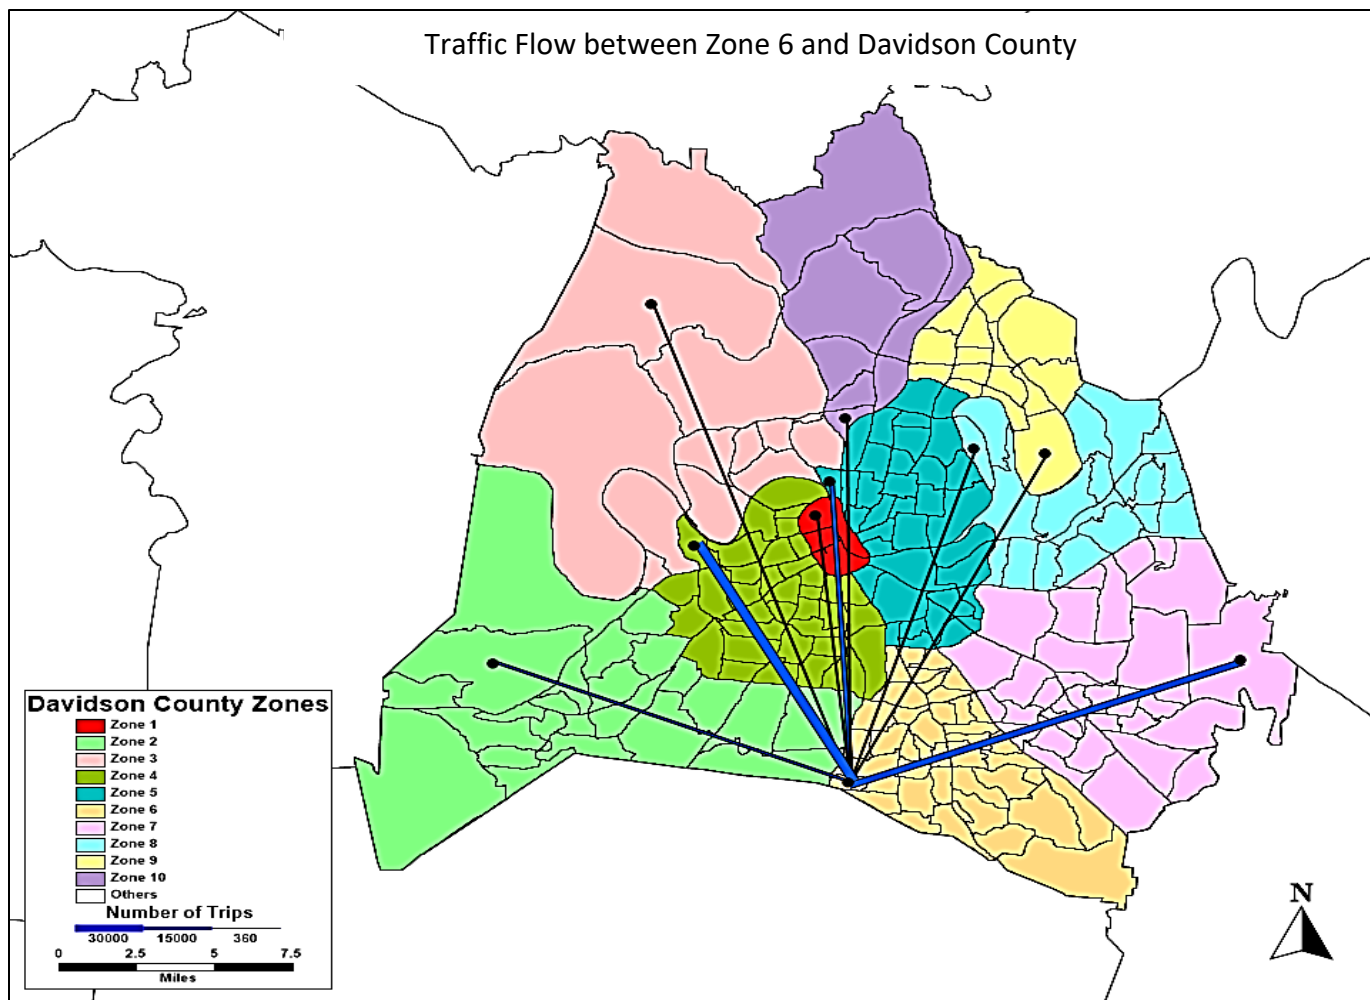 Traffic Flow between Zone 6 and Davidson County
Davidson County Zones
Zone 1
Zone 2
Zone 3
Zone 4
Zone 5
Zone 6
Zone 7
Zone 8
Zone 9
Zone 10
Others
Number of Trips
30000 15000 360
0 2.5 5 7.5
Miles
N